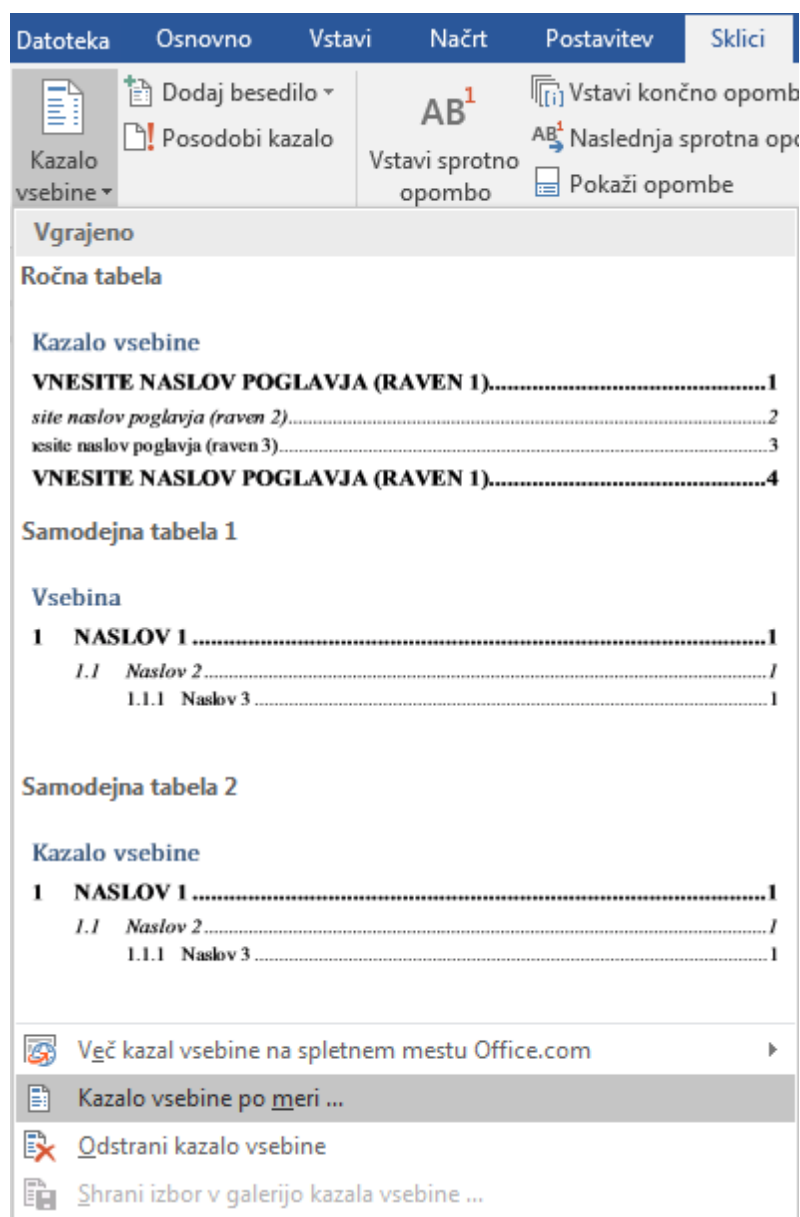 Datoteka Osnovno Vstavi Načrt Postavitev Sklici
Kazalo vsebine
Dodaj besedilo
Posodobi kazalo
AB1
Vstavi sprotno opombo
[i] Vstavi končno opomb
AB1 Naslednja sprotna opo
Pokaži opombe
Vgrajeno
Ročna tabela
Kazalo vsebine
VNESITE NASLOV POGLAVJA (RAVEN 1)....1
site naslov poglavja (raven 2)....2
esite naslov poglavja (raven 3)....3
VNESITE NASLOV POGLAVJA (RAVEN 1)....4
Samodejna tabela 1
Vsebina
1 NASLOV 1....1
1.1 Naslov 2....1
1.1.1 Naslov 3....1
Samodejna tabela 2
Kazalo vsebine
1 NASLOV 1....1
1.1 Naslov 2....1
1.1.1 Naslov 3....1
Več kazal vsebine na spletnem mestu Office.com
Kazalo vsebine po meri ...
Odstrani kazalo vsebine
Shrani izbor v galerijo kazala vsebine ...